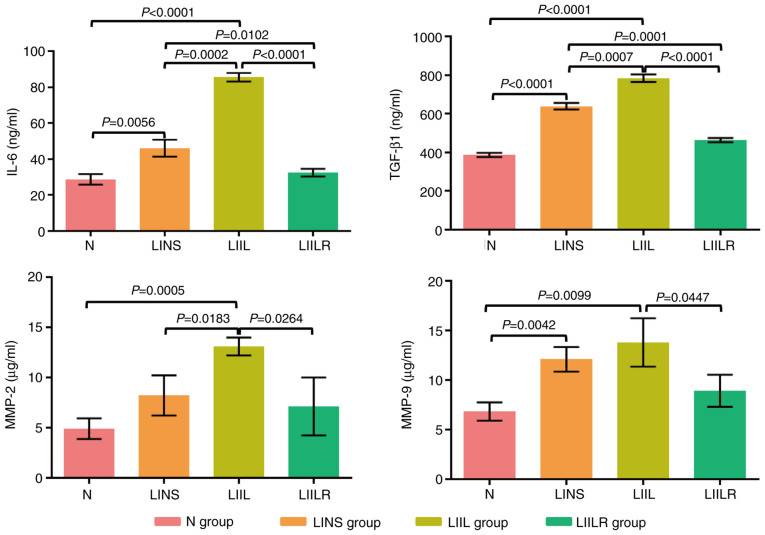 P<0.0001
P=0.0102
P=0.0002 P<0.0001
P=0.0056
IL-6 (ng/ml)
100
80
60
40
20
0
N LINS LIIL LIILR
P<0.0001
P=0.0001
P=0.0007 P<0.0001
P<0.0001
TGF-β1 (ng/ml)
1000
800
600
400
200
0
N LINS LIIL LIILR
P=0.0005
P=0.0183 P=0.0264
MMP-2 (µg/ml)
20
15
10
5
0
N LINS LIIL LIILR
P=0.0099 P=0.0447
P=0.0042
MMP-9 (µg/ml)
20
15
10
5
0
N LINS LIIL LIILR
N group LINS group LIIL group LIILR group